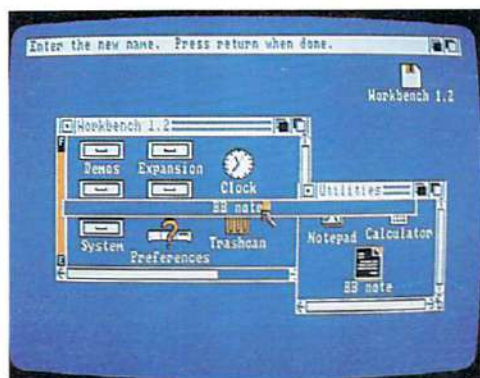 Enter the new name. Press return when done.
Workbench 1.2
Workbench 1.2
Demos Expansion
Clock
Utilities
BB note
Notepad Calculator
System
Trashcan
Preferences
BB note